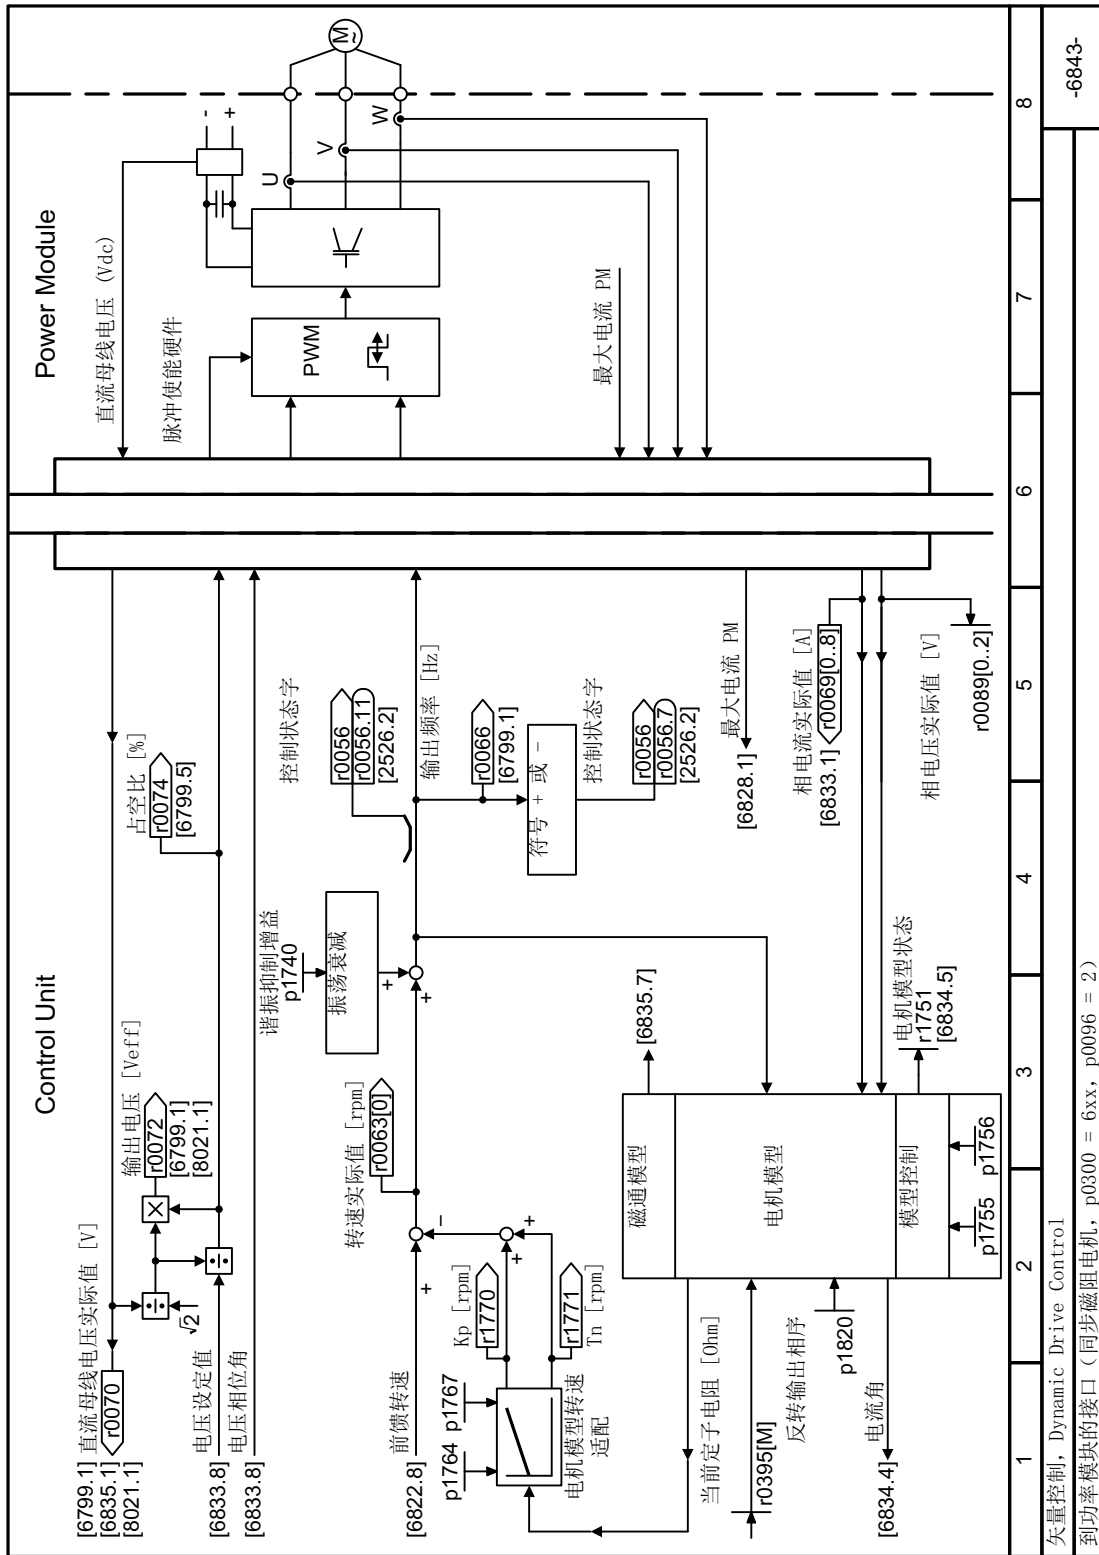 Control Unit
Power Module
[6799.1]
[6835.1]
[8021.1]
直流母线电压实际值 [V]
r0070
√2
输出电压 [Veff]
r0072
[6799.1]
[8021.1]
占空比 [%]
r0074
[6799.5]
直流母线电压 (Vdc)
-
+
[6833.8]
电压设定值
[6833.8]
电压相位角
脉冲使能硬件
PWM
U
V
W
M
~
谐振抑制增益
p1740
振荡衰减
+
+
控制状态字
r0056
r0056.11
[2526.2]
转速实际值 [rpm]
r0063[0]
输出频率 [Hz]
[6822.8]
前馈转速
+
−
r0066
[6799.1]
符号 + 或 -
控制状态字
r0056
r0056.7
[2526.2]
p1764
p1767
Kp [rpm]
r1770
+
+
r1771
Tn [rpm]
电机模型转速
适配
最大电流 PM
最大电流 PM
[6828.1]
[6835.7]
磁通模型
电机模型
模型控制
当前定子电阻 [Ohm]
r0395[M]
反转输出相序
p1820
电流角
[6834.4]
相电流实际值 [A]
r0069[0..8]
[6833.1]
相电压实际值 [V]
r0089[0..2]
电机模型状态
r1751
[6834.5]
p1755
p1756
1
2
3
4
5
6
7
8
矢量控制, Dynamic Drive Control
到功率模块的接口 (同步磁阻电机, p0300 = 6xx, p0096 = 2)
-6843-